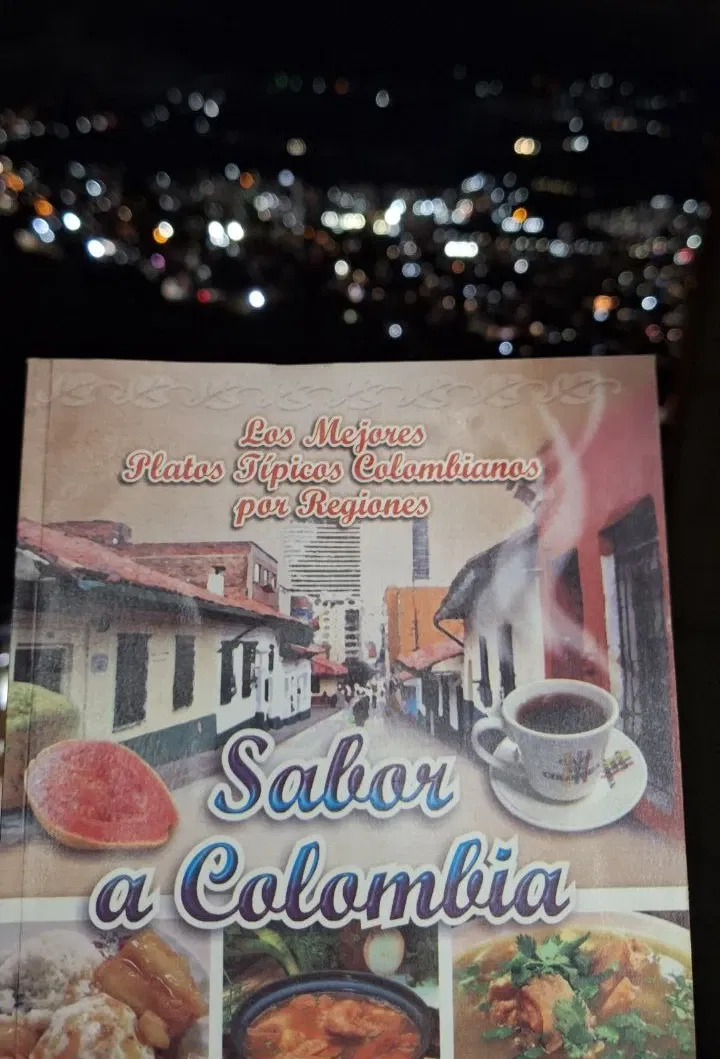 Los Mejores
Platos Típicos Colombianos
por Regiones
Sabor
a Colombia